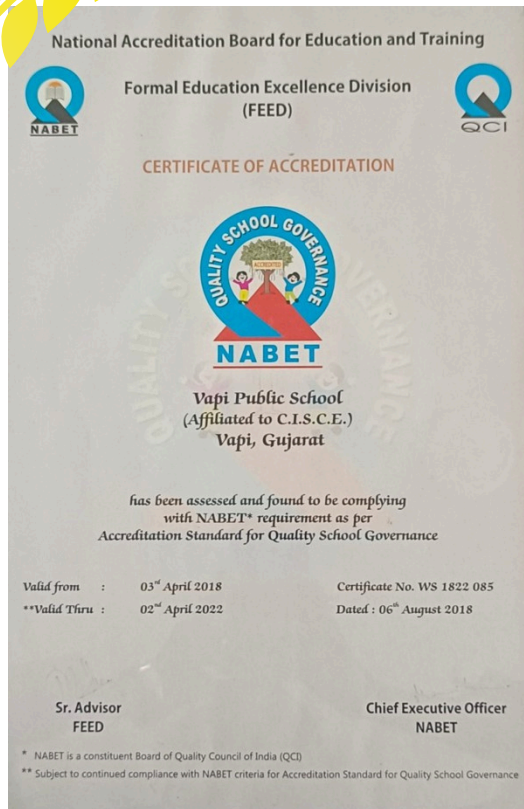 National Accreditation Board for Education and Training
NABET
Formal Education Excellence Division
(FEED)
QCI
CERTIFICATE OF ACCREDITATION
QUALITY SCHOOL GOVERNANCE
ACCREDITED
NABET
Vapi Public School
(Affiliated to C.I.S.C.E.)
Vapi, Gujarat
has been assessed and found to be complying
with NABET* requirement as per
Accreditation Standard for Quality School Governance
Valid from : 03rd April 2018 Certificate No. WS 1822 085
**Valid Thru : 02nd April 2022 Dated : 06th August 2018
Sr. Advisor Chief Executive Officer
FEED NABET
* NABET is a constituent Board of Quality Council of India (QCI)
** Subject to continued compliance with NABET criteria for Accreditation Standard for Quality School Governance